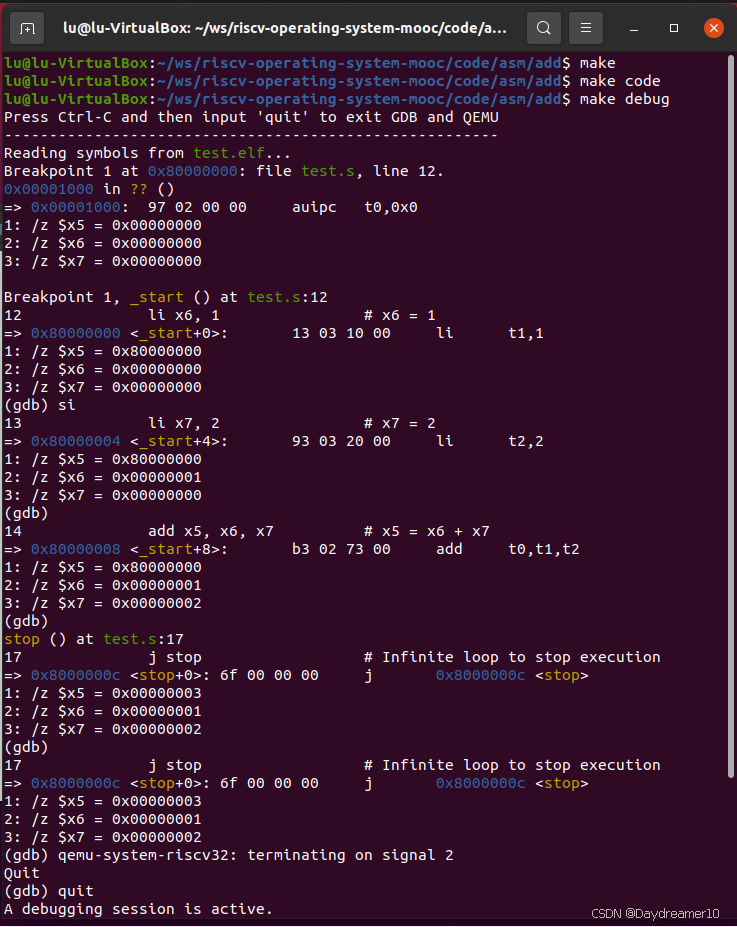 lu@lu-VirtualBox: ~/ws/riscv-operating-system-mooc/code/a...
lu@lu-VirtualBox:~/ws/riscv-operating-system-mooc/code/asm/add$ make
lu@lu-VirtualBox:~/ws/riscv-operating-system-mooc/code/asm/add$ make code
lu@lu-VirtualBox:~/ws/riscv-operating-system-mooc/code/asm/add$ make debug
Press Ctrl-C and then input 'quit' to exit GDB and QEMU
-------------------------------------------------------
Reading symbols from test.elf...
Breakpoint 1 at 0x80000000: file test.s, line 12.
0x00001000 in ?? ()
=> 0x00001000:  97 02 00 00     auipc   t0,0x0
1: /z $x5 = 0x00000000
2: /z $x6 = 0x00000000
3: /z $x7 = 0x00000000

Breakpoint 1, _start () at test.s:12
12              li x6, 1                # x6 = 1
=> 0x80000000 <_start+0>:       13 03 10 00     li      t1,1
1: /z $x5 = 0x80000000
2: /z $x6 = 0x00000000
3: /z $x7 = 0x00000000
(gdb) si
13              li x7, 2                # x7 = 2
=> 0x80000004 <_start+4>:       93 03 20 00     li      t2,2
1: /z $x5 = 0x80000000
2: /z $x6 = 0x00000001
3: /z $x7 = 0x00000000
(gdb)
14              add x5, x6, x7          # x5 = x6 + x7
=> 0x80000008 <_start+8>:       b3 02 73 00     add     t0,t1,t2
1: /z $x5 = 0x80000000
2: /z $x6 = 0x00000001
3: /z $x7 = 0x00000002
(gdb)
stop () at test.s:17
17              j stop                  # Infinite loop to stop execution
=> 0x8000000c <stop+0>: 6f 00 00 00     j       0x8000000c <stop>
1: /z $x5 = 0x00000003
2: /z $x6 = 0x00000001
3: /z $x7 = 0x00000002
(gdb)
17              j stop                  # Infinite loop to stop execution
=> 0x8000000c <stop+0>: 6f 00 00 00     j       0x8000000c <stop>
1: /z $x5 = 0x00000003
2: /z $x6 = 0x00000001
3: /z $x7 = 0x00000002
(gdb) qemu-system-riscv32: terminating on signal 2
Quit
(gdb) quit
A debugging session is active.
CSDN @Daydreamer10